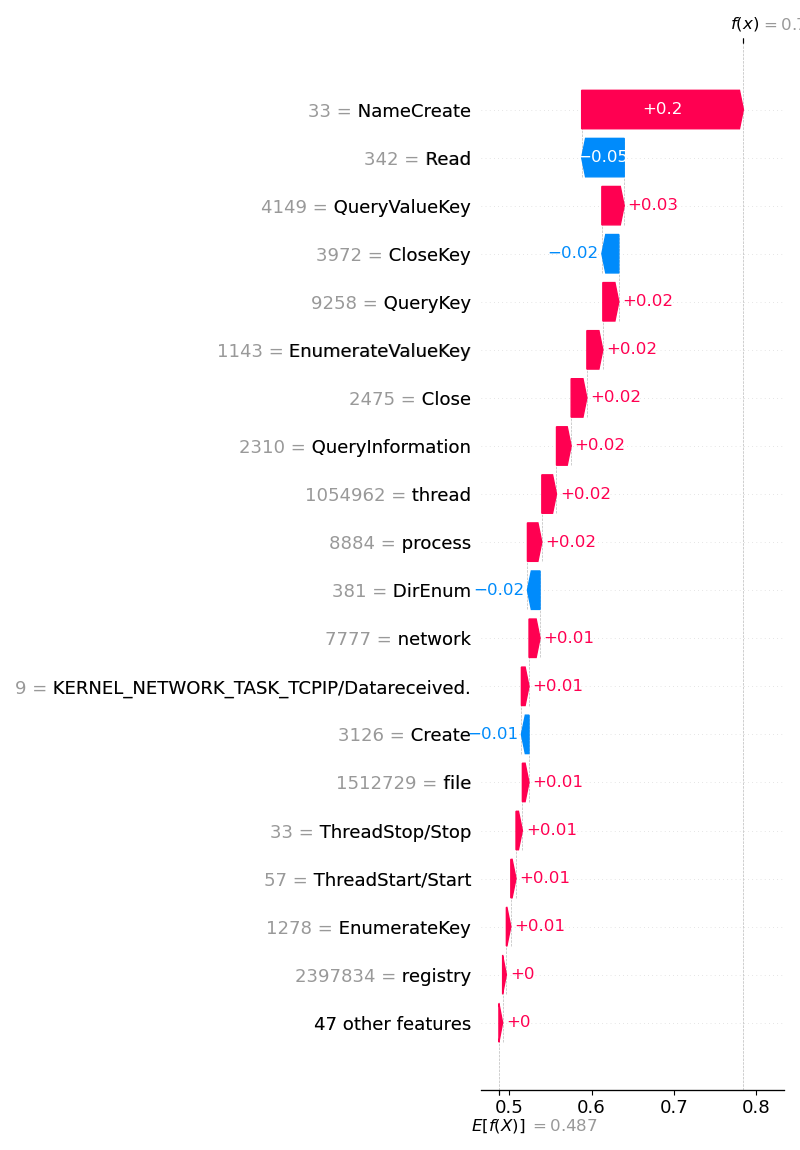 f(x) = 0.7
33 = NameCreate +0.2
342 = Read −0.05
4149 = QueryValueKey +0.03
3972 = CloseKey −0.02
9258 = QueryKey +0.02
1143 = EnumerateValueKey +0.02
2475 = Close +0.02
2310 = QueryInformation +0.02
1054962 = thread +0.02
8884 = process +0.02
381 = DirEnum −0.02
7777 = network +0.01
9 = KERNEL_NETWORK_TASK_TCPIP/Datareceived. +0.01
3126 = Create −0.01
1512729 = file +0.01
33 = ThreadStop/Stop +0.01
57 = ThreadStart/Start +0.01
1278 = EnumerateKey +0.01
2397834 = registry +0
47 other features +0
0.5 0.6 0.7 0.8
E[f(X)] = 0.487